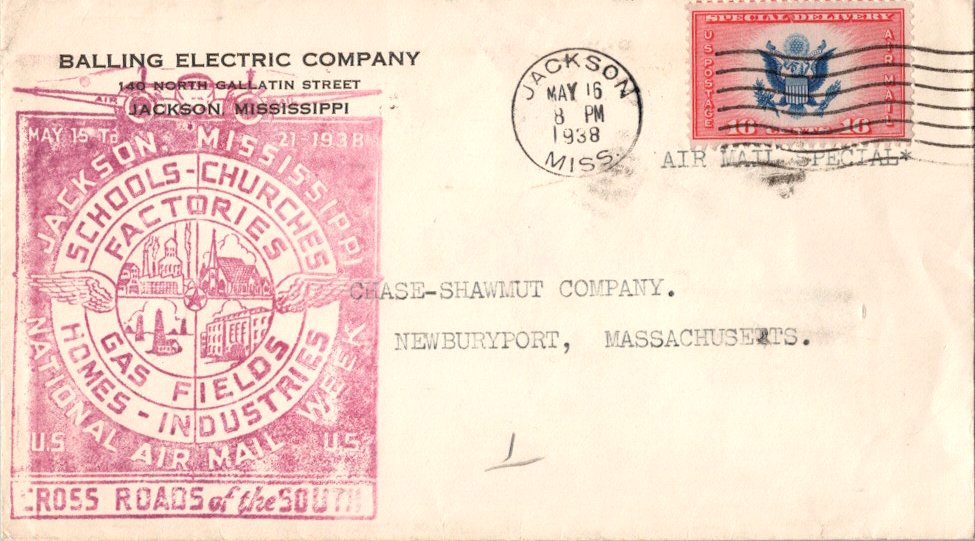 BALLING ELECTRIC COMPANY
140 NORTH GALLATIN STREET
JACKSON MISSISSIPPI
JACKSON
MAY 16
8 PM
1938
MISS.
SPECIAL DELIVERY
U S POSTAGE
AIR MAIL
16 CENTS 16
AIR MAIL SPECIAL*
AIR
MAY 15 TO 21-1938
JACKSON, MISSISSIPPI
SCHOOLS-CHURCHES
FACTORIES
GAS FIELDS
HOMES - INDUSTRIES
NATIONAL AIR MAIL WEEK
U.S. U.S.
CROSS ROADS of the SOUTH
CHASE-SHAWMUT COMPANY.
NEWBURYPORT, MASSACHUSETTS.